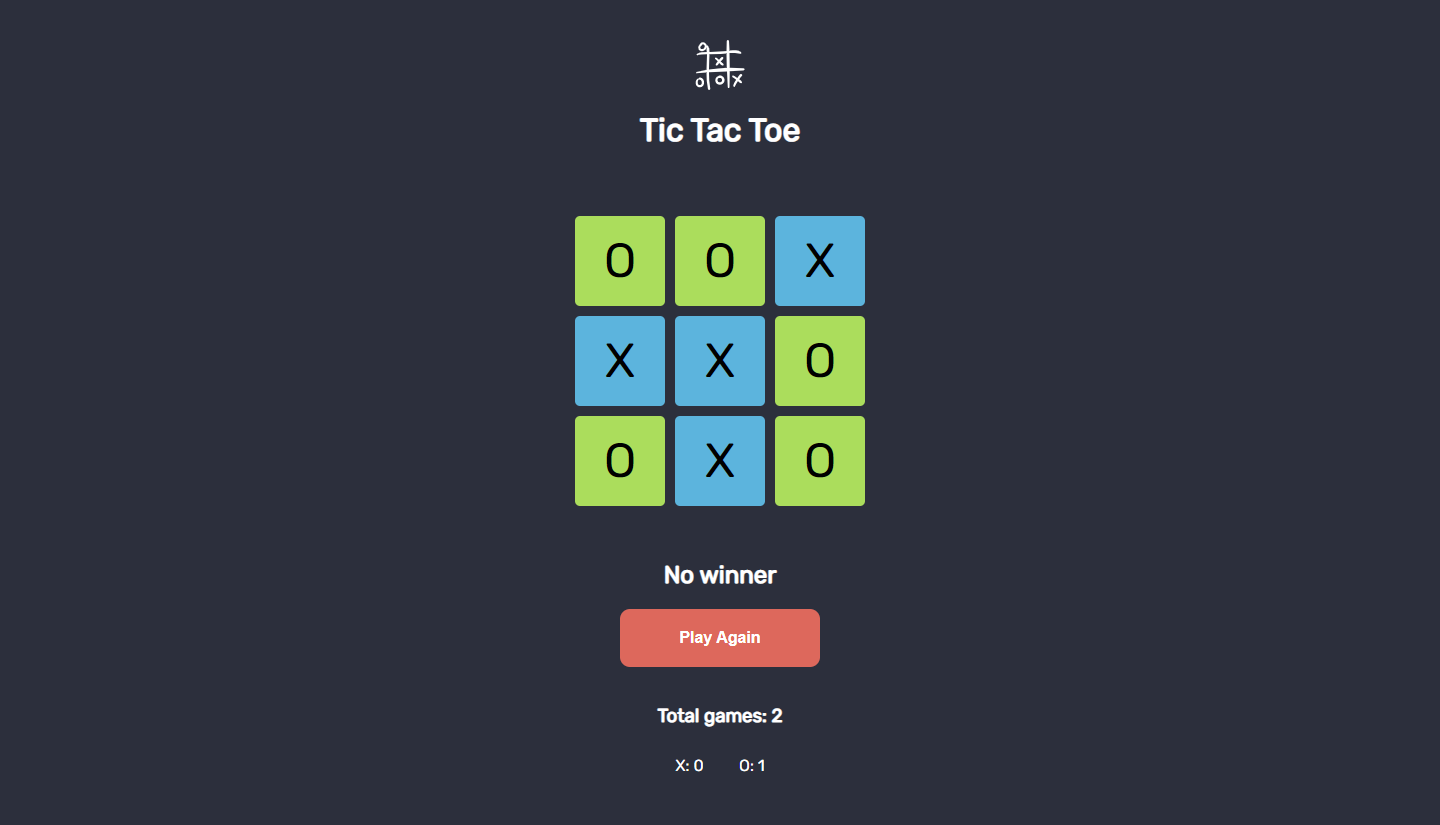 Tic Tac Toe
O O X
X X O
O X O
No winner
Play Again
Total games: 2
X: 0 O: 1